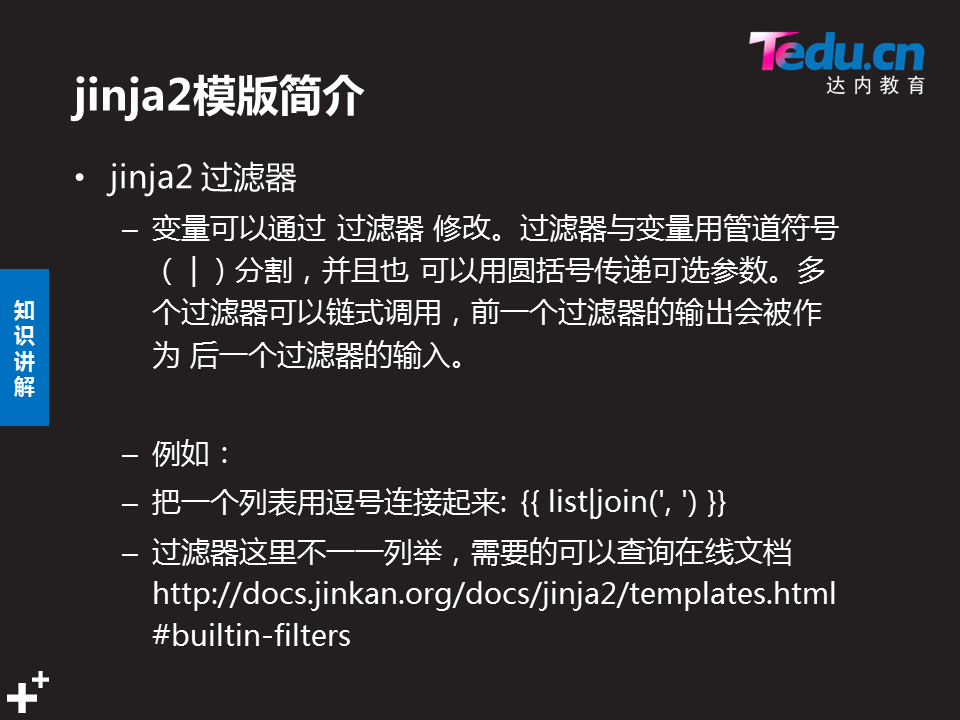 Tedu.cn
达内教育
jinja2模版简介
• jinja2 过滤器
– 变量可以通过 过滤器 修改。过滤器与变量用管道符号
（ | ）分割，并且也 可以用圆括号传递可选参数。多
个过滤器可以链式调用，前一个过滤器的输出会被作
为 后一个过滤器的输入。
知识讲解
– 例如：
– 把一个列表用逗号连接起来: {{ list|join(', ') }}
– 过滤器这里不一一列举，需要的可以查询在线文档
http://docs.jinkan.org/docs/jinja2/templates.html
#builtin-filters